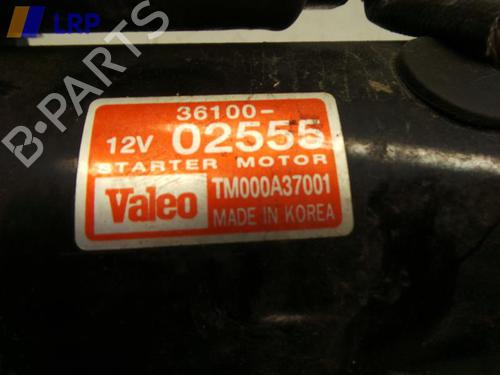 LRP
B-PARTS
36100-
12V 02555
STARTER MOTOR
Valeo TM000A37001
MADE IN KOREA